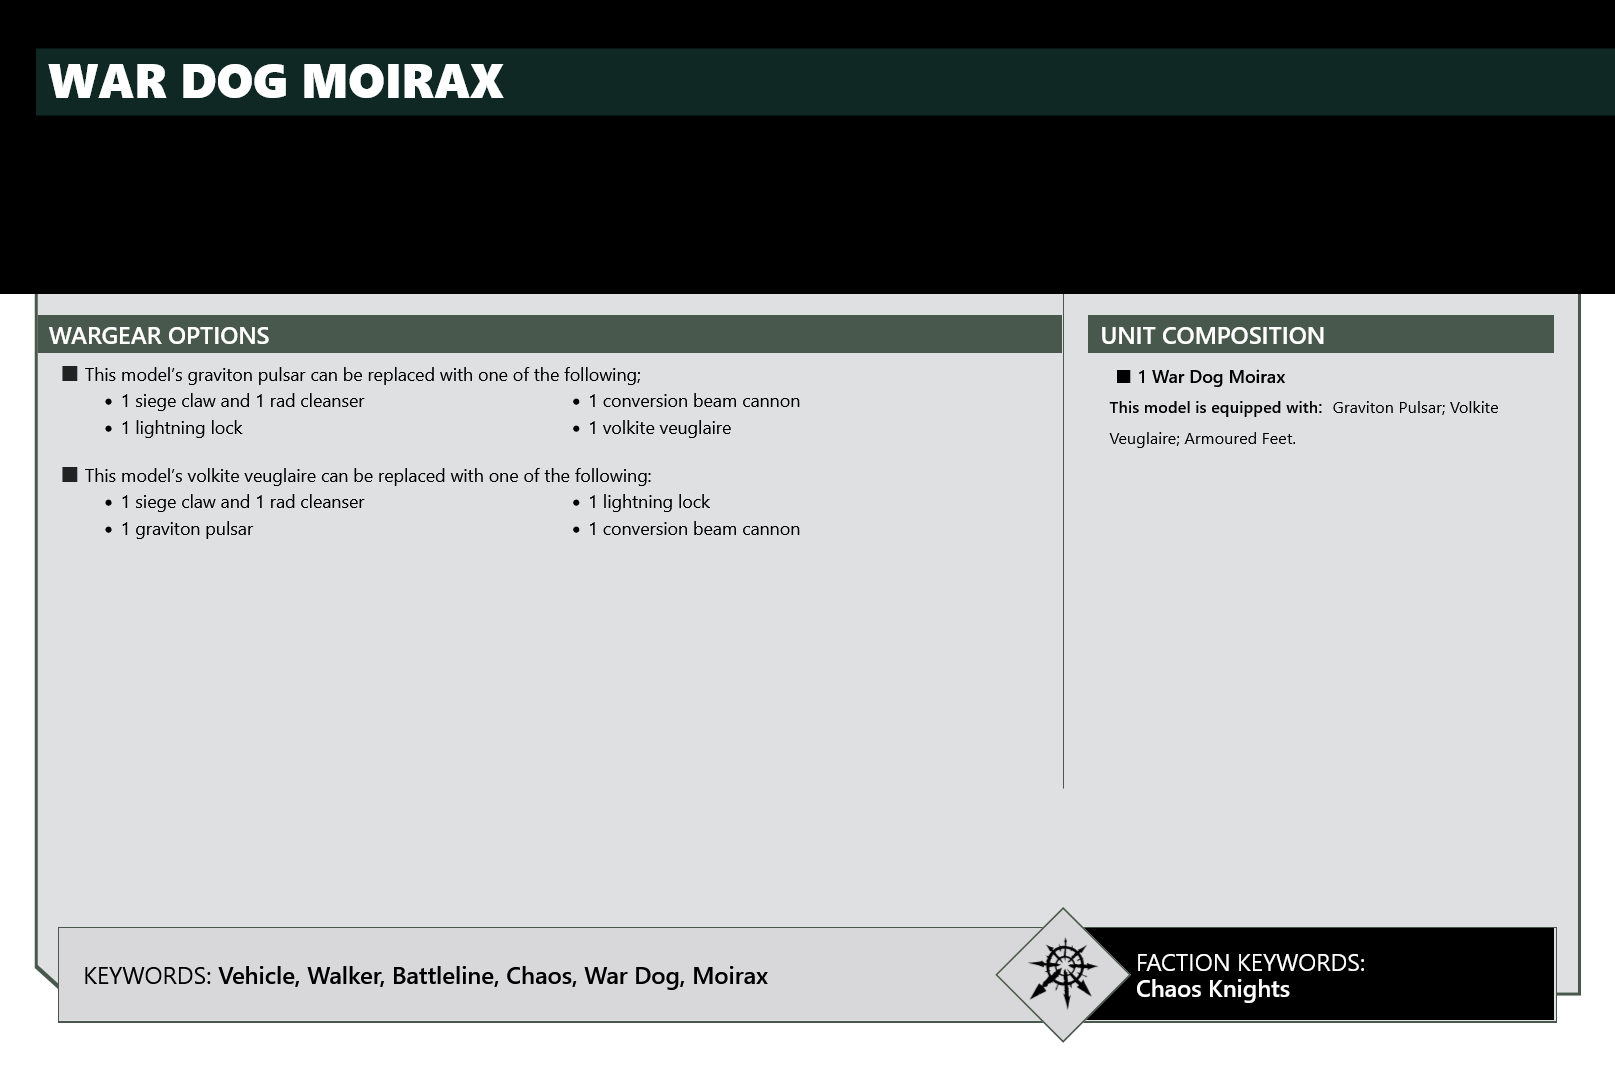 WAR DOG MOIRAX
WARGEAR OPTIONS
■ This model's graviton pulsar can be replaced with one of the following;
• 1 siege claw and 1 rad cleanser
• 1 lightning lock
• 1 conversion beam cannon
• 1 volkite veuglaire
■ This model's volkite veuglaire can be replaced with one of the following:
• 1 siege claw and 1 rad cleanser
• 1 graviton pulsar
• 1 lightning lock
• 1 conversion beam cannon
UNIT COMPOSITION
■ 1 War Dog Moirax
This model is equipped with: Graviton Pulsar; Volkite
Veuglaire; Armoured Feet.
KEYWORDS: Vehicle, Walker, Battleline, Chaos, War Dog, Moirax
FACTION KEYWORDS:
Chaos Knights